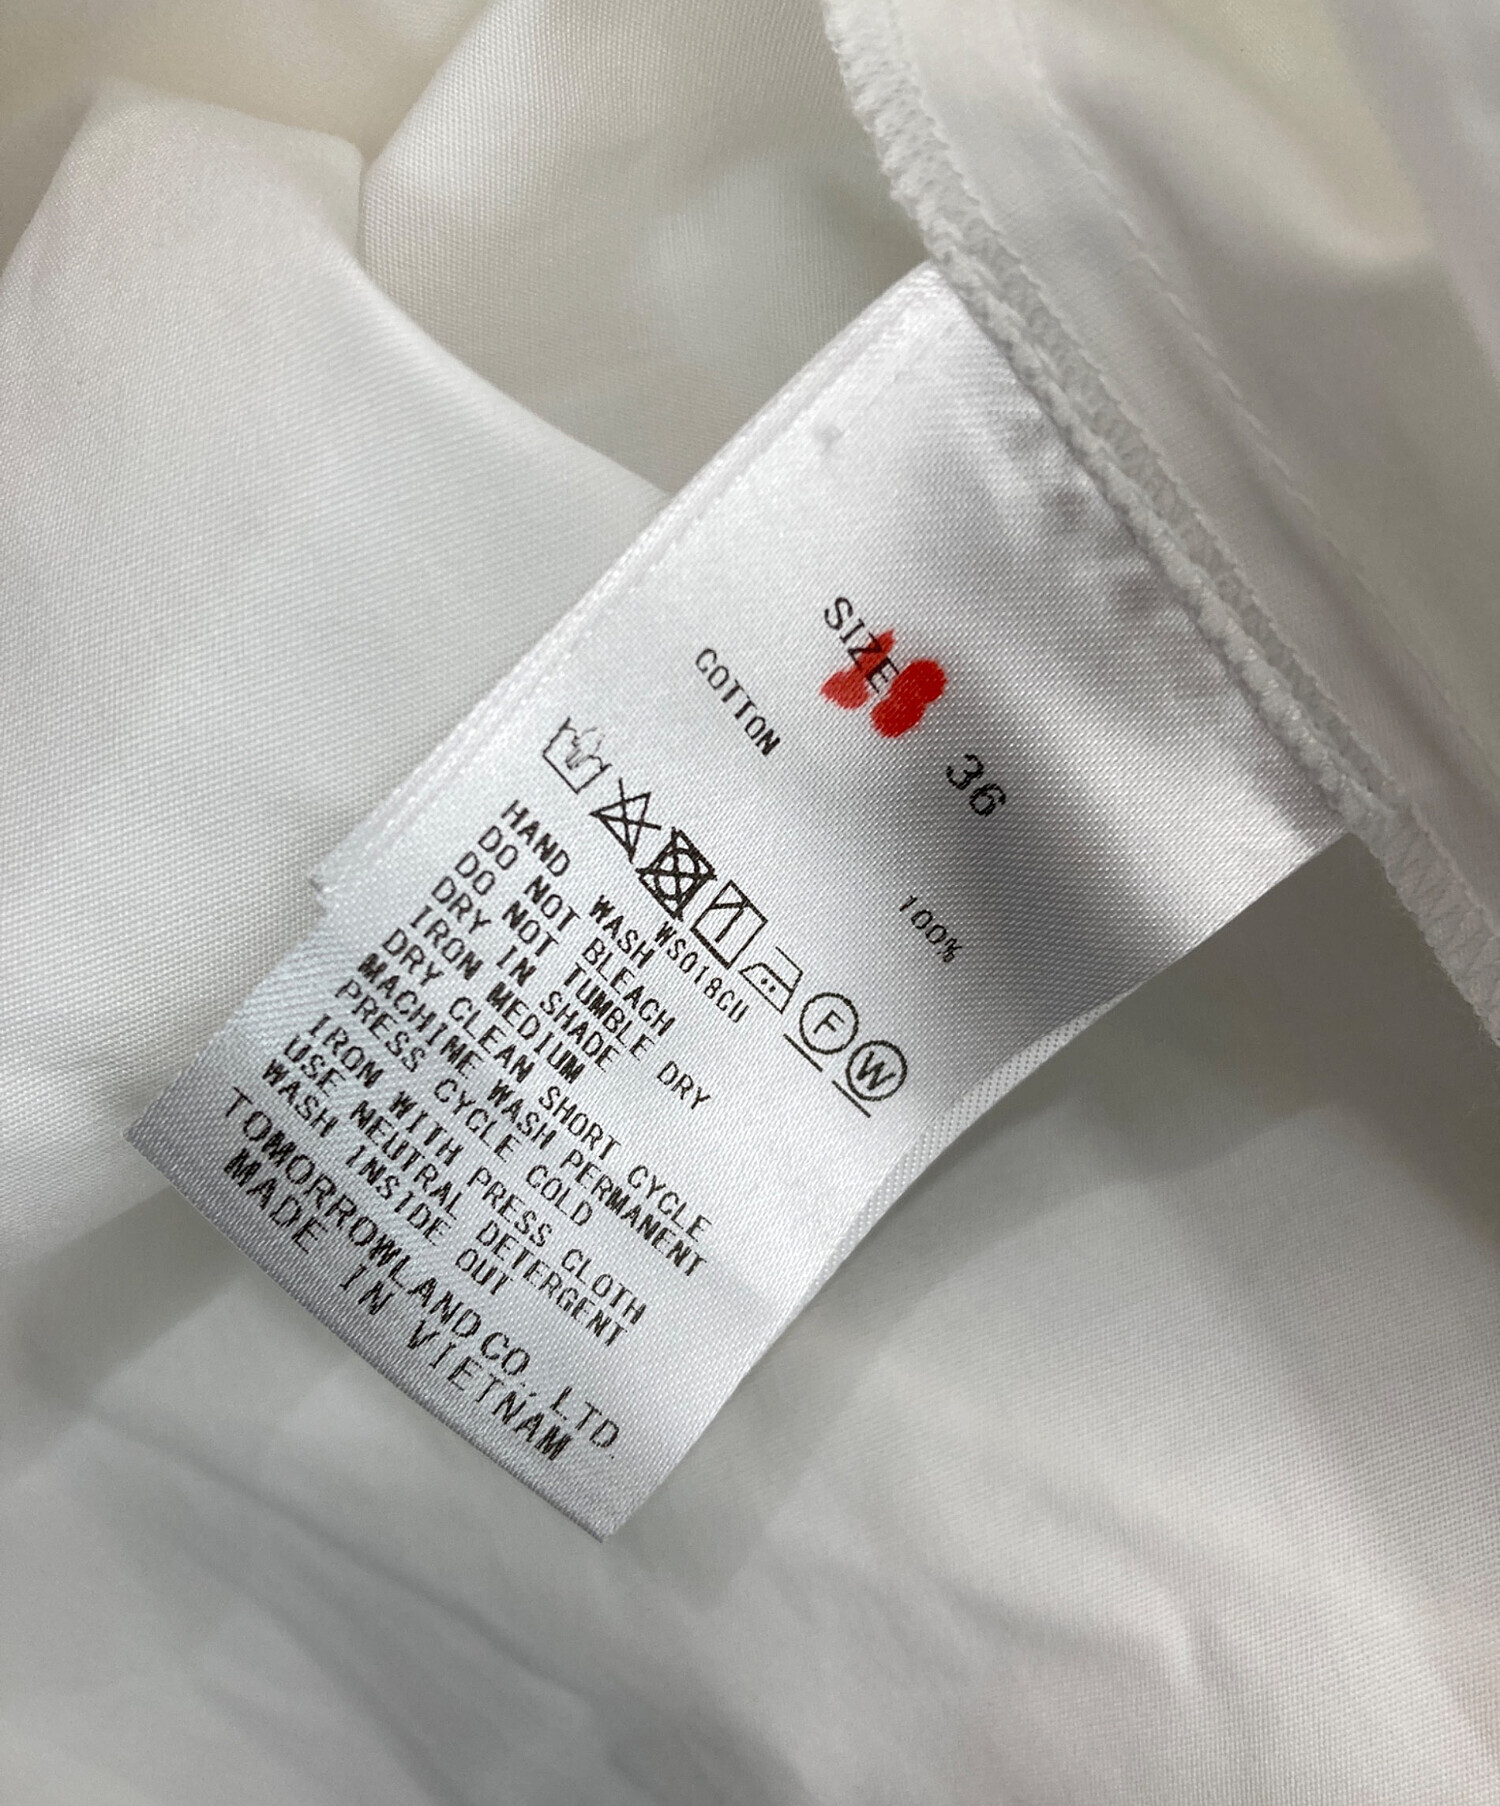 SIZE 36
COTTON 100%
F W
WS018CU
HAND WASH
DO NOT BLEACH
DO NOT TUMBLE DRY
DRY IN SHADE
IRON MEDIUM
DRY CLEAN SHORT CYCLE
MACHINE WASH PERMANENT
PRESS CYCLE COLD
IRON WITH PRESS CLOTH
USE NEUTRAL DETERGENT
WASH INSIDE OUT
TOMORROWLAND CO., LTD.
MADE IN VIETNAM